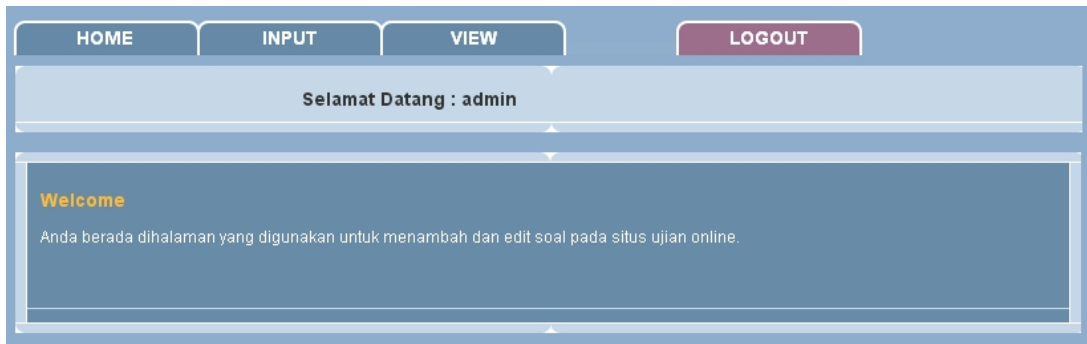 HOME INPUT VIEW LOGOUT
Selamat Datang : admin
Welcome
Anda berada dihalaman yang digunakan untuk menambah dan edit soal pada situs ujian online.